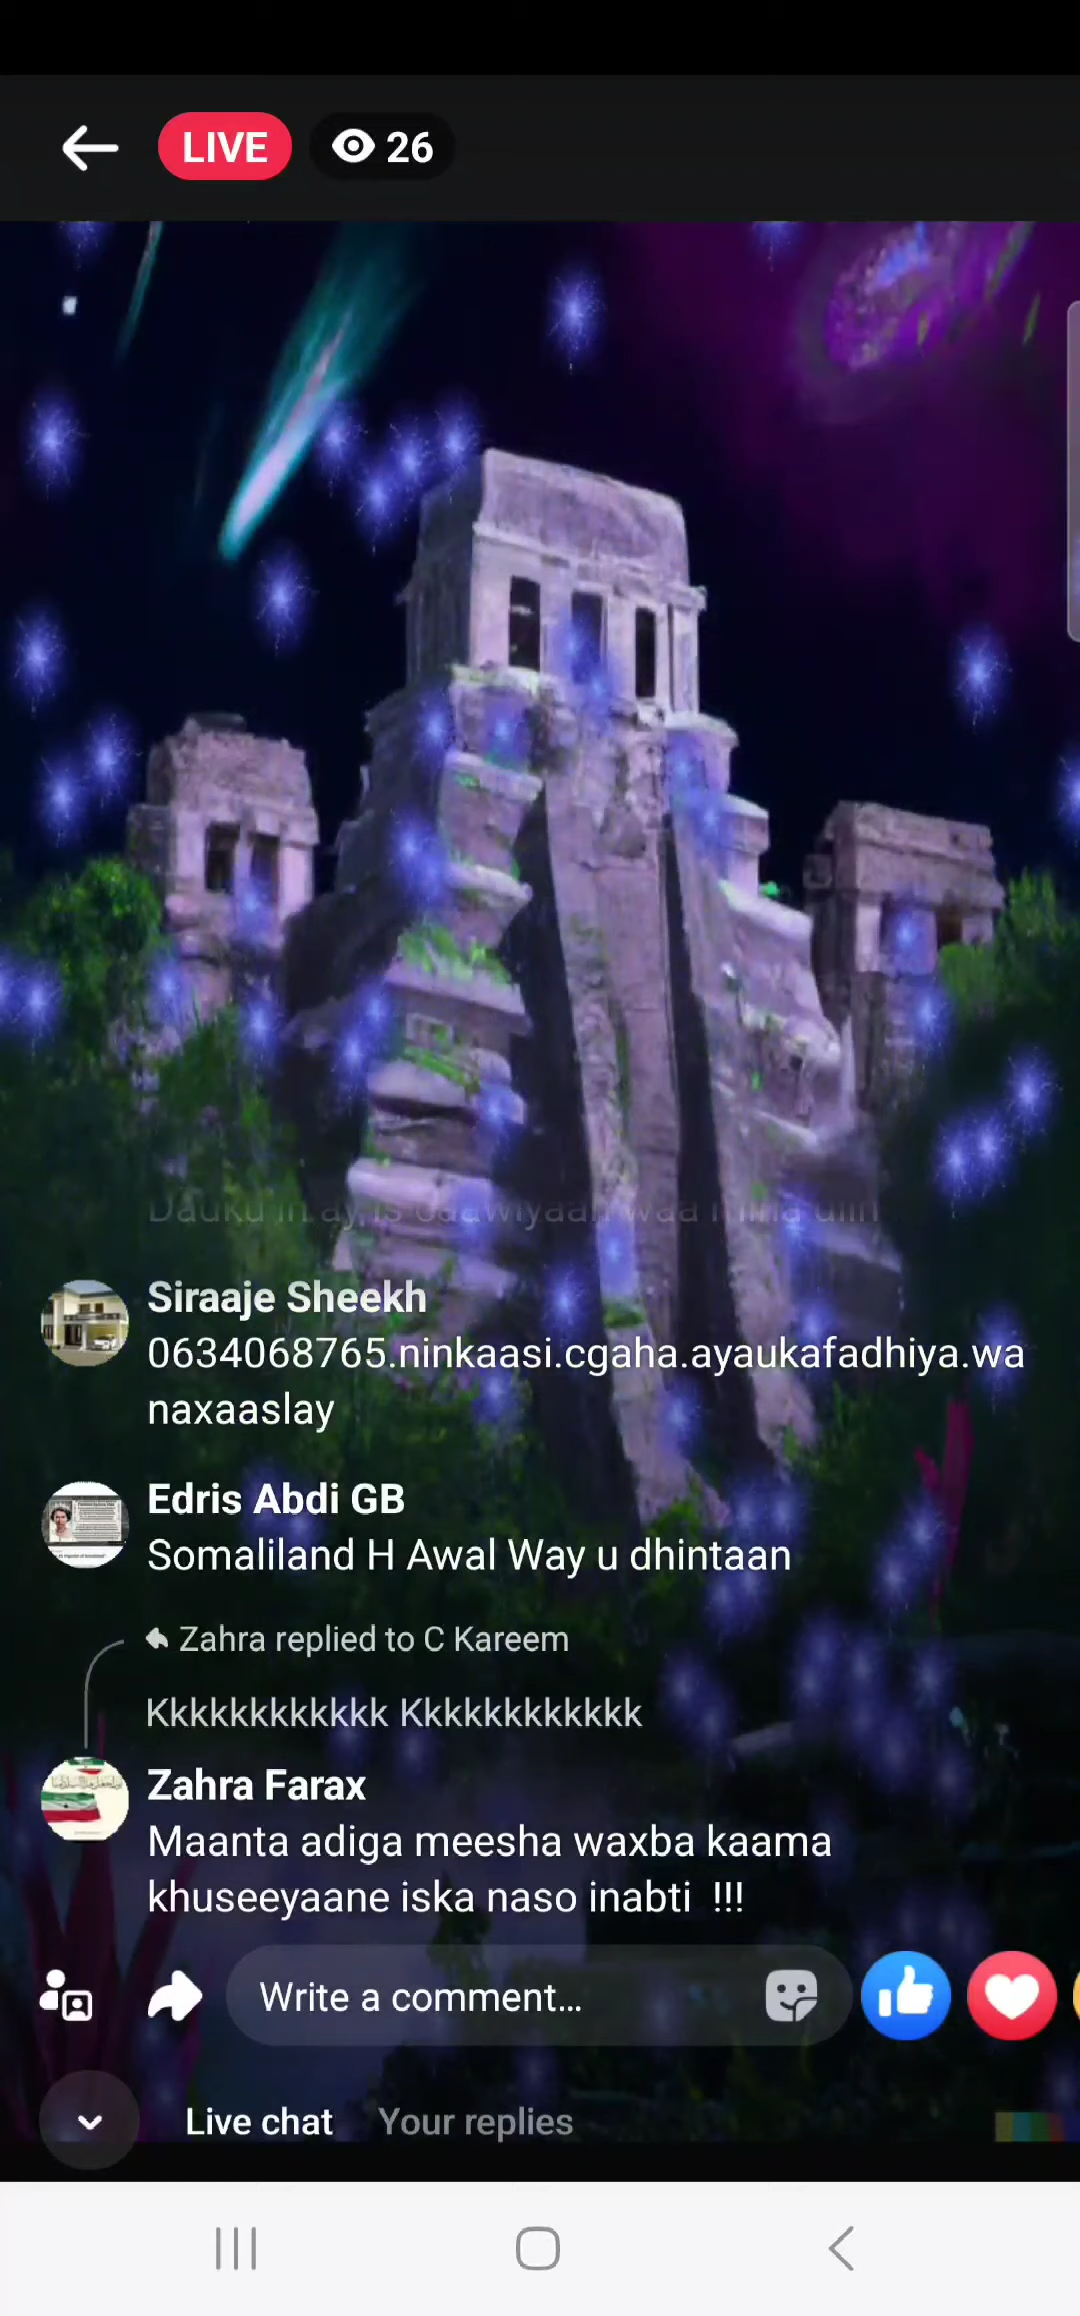 LIVE
26
Siraaje Sheekh
0634068765.ninkaasi.cgaha.ayaukafadhiya.wa
naxaaslay
Edris Abdi GB
Somaliland H Awal Way u dhintaan
Zahra replied to C Kareem
Kkkkkkkkkkkk Kkkkkkkkkkkk
Zahra Farax
Maanta adiga meesha waxba kaama
khuseeyaane iska naso inabti !!!
Write a comment...
Live chat
Your replies